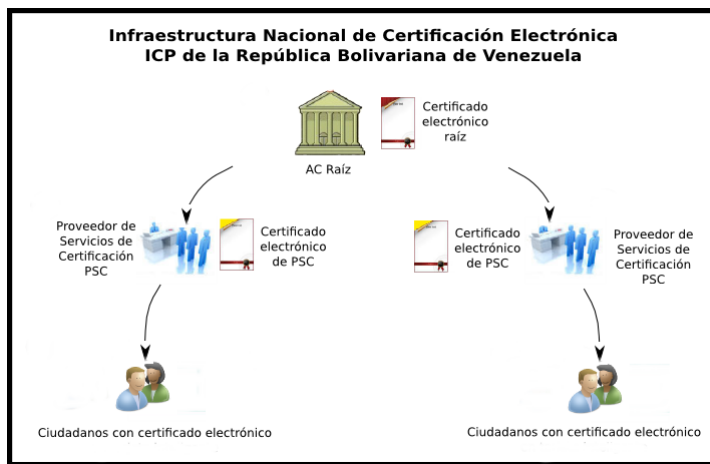 Infraestructura Nacional de Certificación Electrónica
ICP de la República Bolivariana de Venezuela
Certificado
electrónico
raíz
AC Raíz
Proveedor de
Servicios de
Certificación
PSC
Certificado
electrónico
de PSC
Certificado
electrónico
de PSC
Proveedor de
Servicios de
Certificación
PSC
Ciudadanos con certificado electrónico
Ciudadanos con certificado electrónico